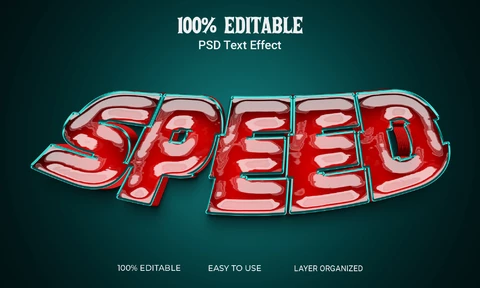 100% EDITABLE
PSD Text Effect
SPEED
100% EDITABLE EASY TO USE LAYER ORGANIZED